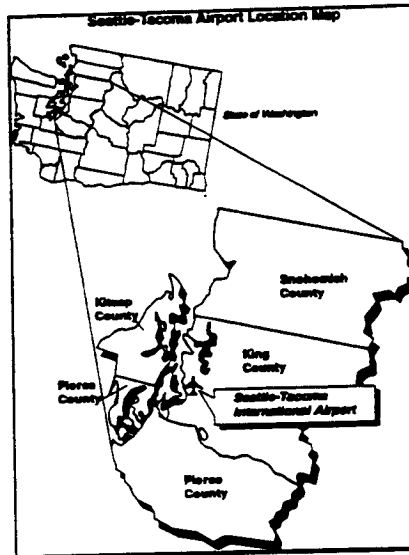 Seattle-Tacoma Airport Location Map
State of Washington
Snohomish
County
Kitsap
County
King
County
Pierce
County
Seattle-Tacoma
International Airport
Pierce
County